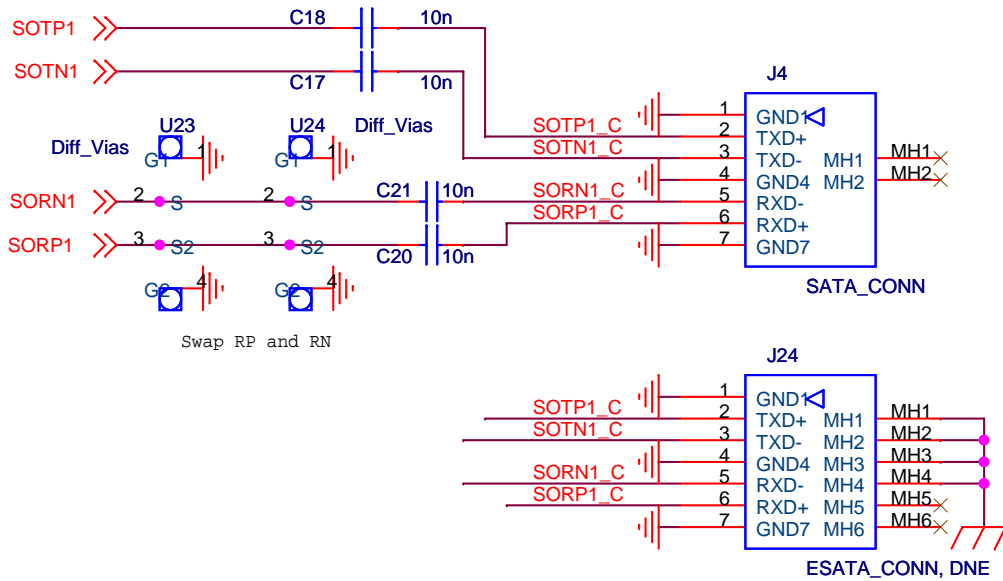 C18 10n
SOTP1
SOTN1
C17 10n
J4
1 GND1
SOTP1_C 2 TXD+
SOTN1_C 3 TXD- MH1 MH1
4 GND4 MH2 MH2
SORN1_C 5 RXD-
SORP1_C 6 RXD+
7 GND7
SATA_CONN
U23 U24 Diff_Vias
Diff_Vias
G1 1 G1 1
C21 10n
SORN1 2 S 2 S
SORP1 3 S2 3 S2
C20 10n
G2 4 G2 4
Swap RP and RN
J24
1 GND1
SOTP1_C 2 TXD+ MH1 MH1
SOTN1_C 3 TXD- MH2 MH2
4 GND4 MH3 MH3
SORN1_C 5 RXD- MH4 MH4
SORP1_C 6 RXD+ MH5 MH5
7 GND7 MH6 MH6
ESATA_CONN, DNE